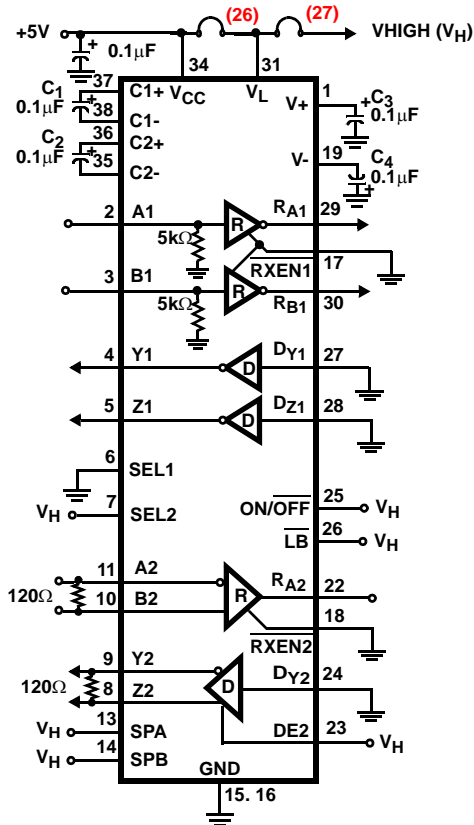 (26)
(27)
+5V
VHIGH (VH)
+
0.1μF
34
31
C1
0.1μF
+
37
C1+
VCC
VL
V+
1
+
C3
0.1μF
38
C1-
C2
0.1μF
+
36
C2+
35
C2-
V-
19
C4
0.1μF
+
2
A1
R
RA1
29
5kΩ
RXEN1
17
3
B1
R
RB1
30
5kΩ
4
Y1
D
DY1
27
5
Z1
D
DZ1
28
6
SEL1
VH
7
SEL2
ON/OFF
25
VH
LB
26
VH
11
A2
R
RA2
22
120Ω
10
B2
RXEN2
18
9
Y2
D
DY2
24
120Ω
8
Z2
VH
13
SPA
DE2
23
VH
VH
14
SPB
GND
15. 16